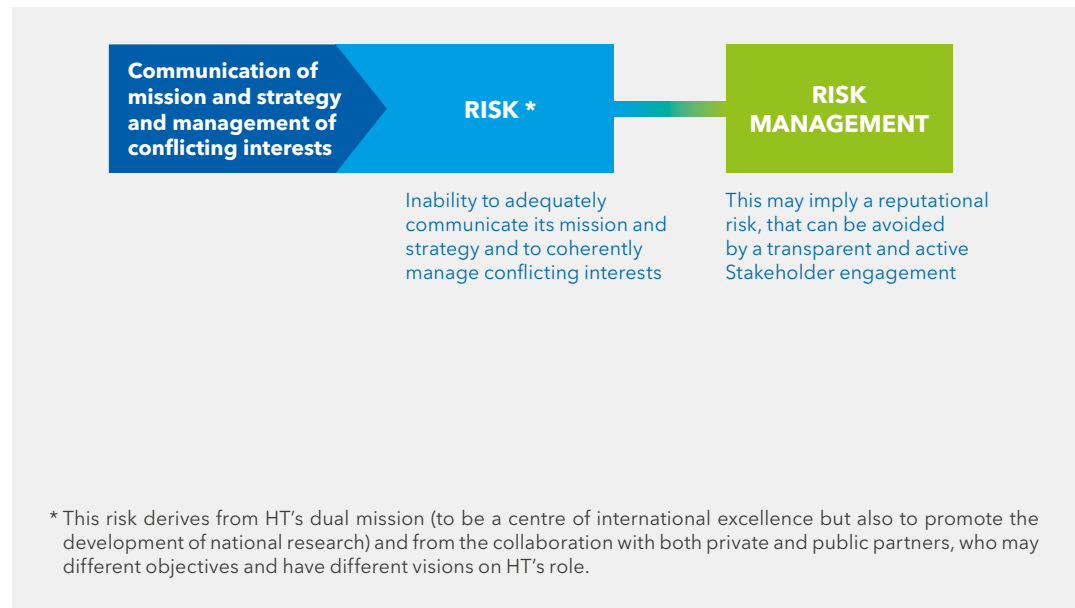 Communication of
mission and strategy
and management of
conflicting interests
RISK *
RISK
MANAGEMENT
Inability to adequately
communicate its mission and
strategy and to coherently
manage conflicting interests
This may imply a reputational
risk, that can be avoided
by a transparent and active
Stakeholder engagement
* This risk derives from HT's dual mission (to be a centre of international excellence but also to promote the
development of national research) and from the collaboration with both private and public partners, who may
different objectives and have different visions on HT's role.